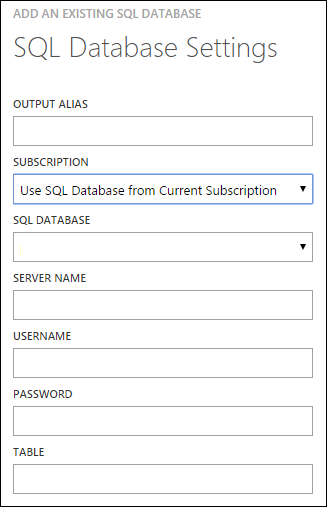 ADD AN EXISTING SQL DATABASE
SQL Database Settings
OUTPUT ALIAS
SUBSCRIPTION
Use SQL Database from Current Subscription
SQL DATABASE
SERVER NAME
USERNAME
PASSWORD
TABLE